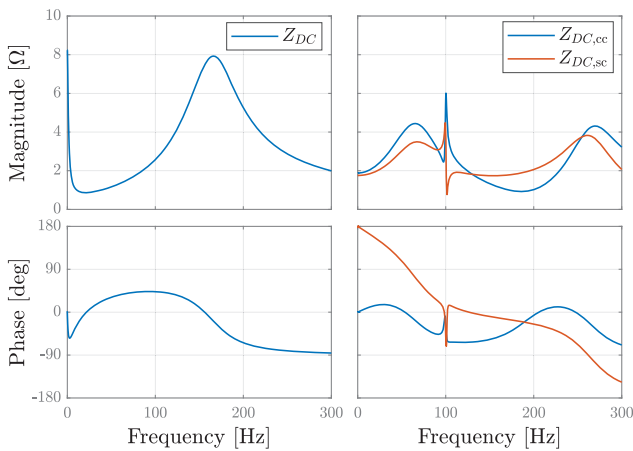 10
8
6
4
2
0
Magnitude [Ω]
Z_DC
Z_DC,cc
Z_DC,sc
180
90
0
-90
-180
Phase [deg]
0 100 200 300
Frequency [Hz]
0 100 200 300
Frequency [Hz]